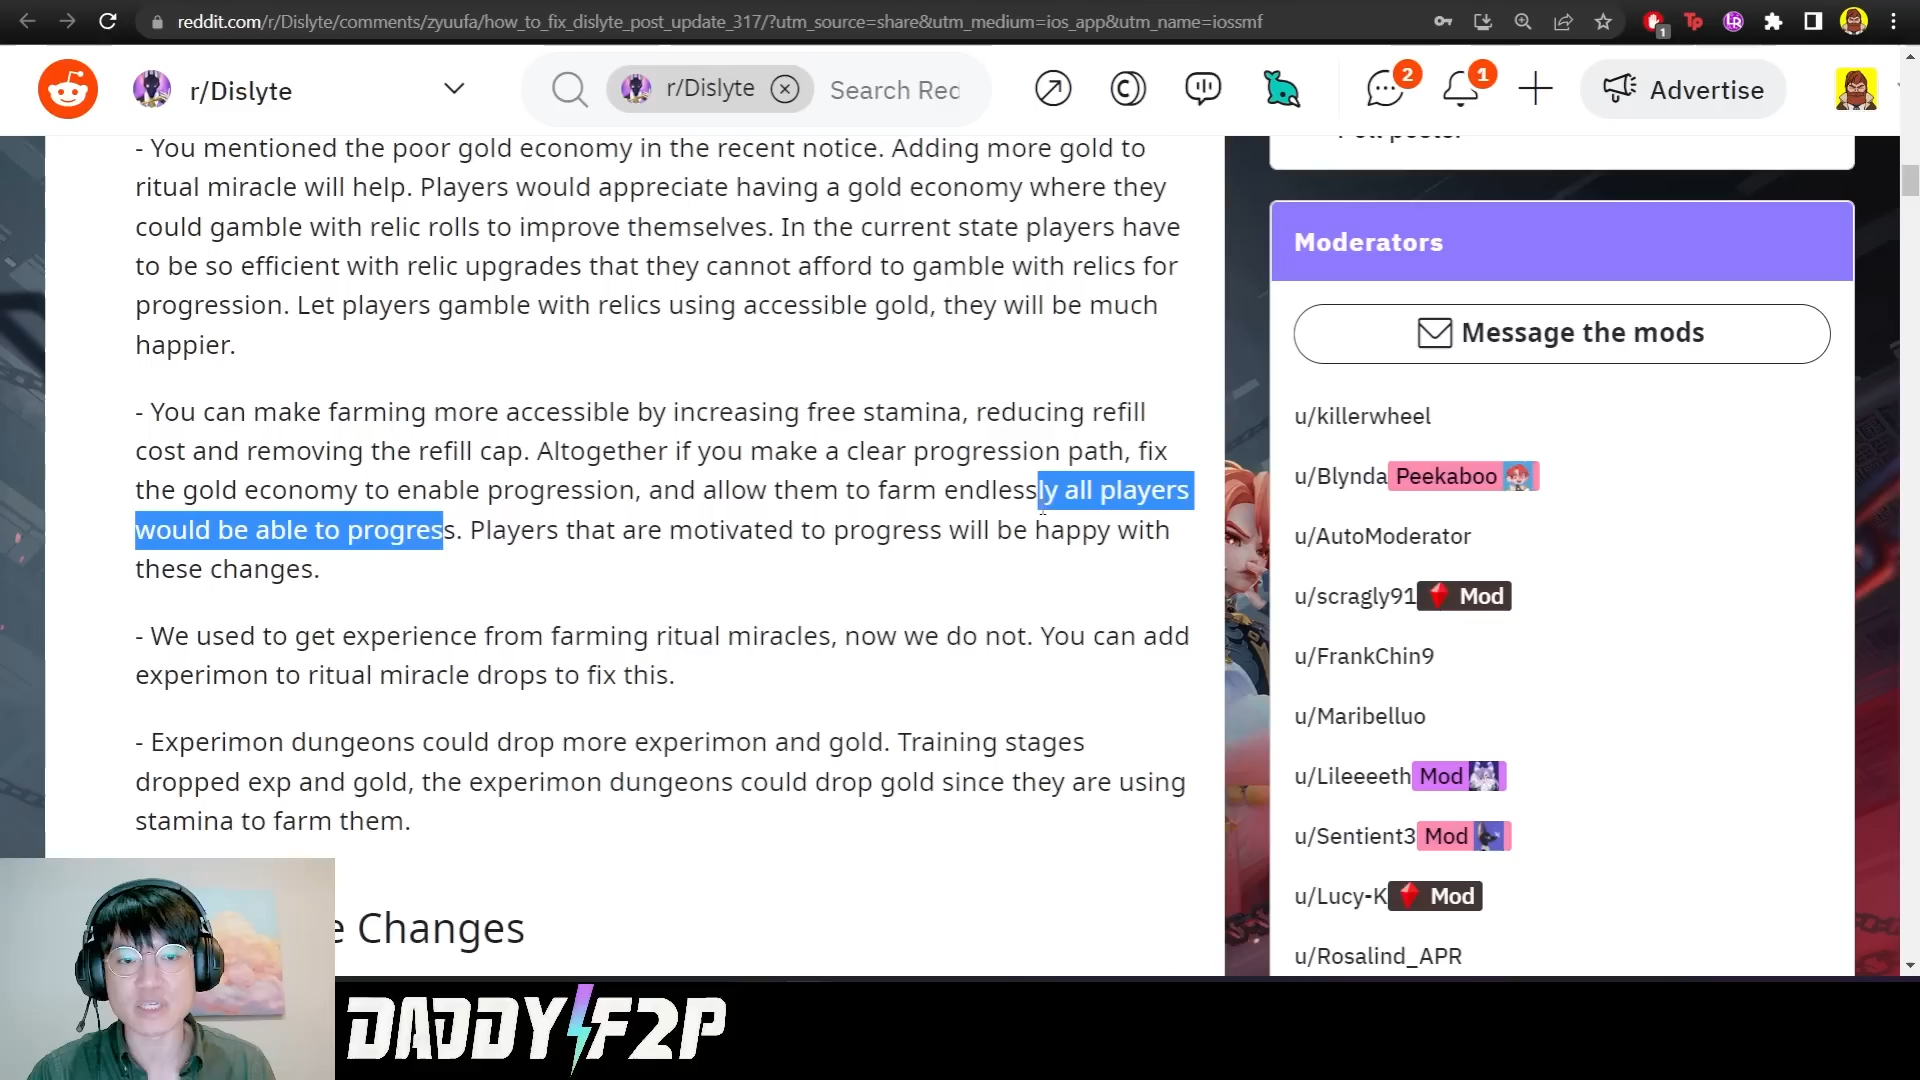 reddit.com/r/Dislyte/comments/zyuufa/how_to_fix_dislyte_post_update_317/?utm_source=share&utm_medium=ios_app&utm_name=iossmf
1
Tp
r/Dislyte
r/Dislyte
Search Red
2
1
Advertise
- You mentioned the poor gold economy in the recent notice. Adding more gold to
ritual miracle will help. Players would appreciate having a gold economy where they
could gamble with relic rolls to improve themselves. In the current state players have
to be so efficient with relic upgrades that they cannot afford to gamble with relics for
progression. Let players gamble with relics using accessible gold, they will be much
happier.
- You can make farming more accessible by increasing free stamina, reducing refill
cost and removing the refill cap. Altogether if you make a clear progression path, fix
the gold economy to enable progression, and allow them to farm endlessly all players
would be able to progress. Players that are motivated to progress will be happy with
these changes.
- We used to get experience from farming ritual miracles, now we do not. You can add
experimon to ritual miracle drops to fix this.
- Experimon dungeons could drop more experimon and gold. Training stages
dropped exp and gold, the experimon dungeons could drop gold since they are using
stamina to farm them.
e Changes
Moderators
Message the mods
u/killerwheel
u/Blynda Peekaboo
u/AutoModerator
u/scragly91 Mod
u/FrankChin9
u/Maribelluo
u/Lileeeeth Mod
u/Sentient3 Mod
u/Lucy-K Mod
u/Rosalind_APR
DADDY F2P